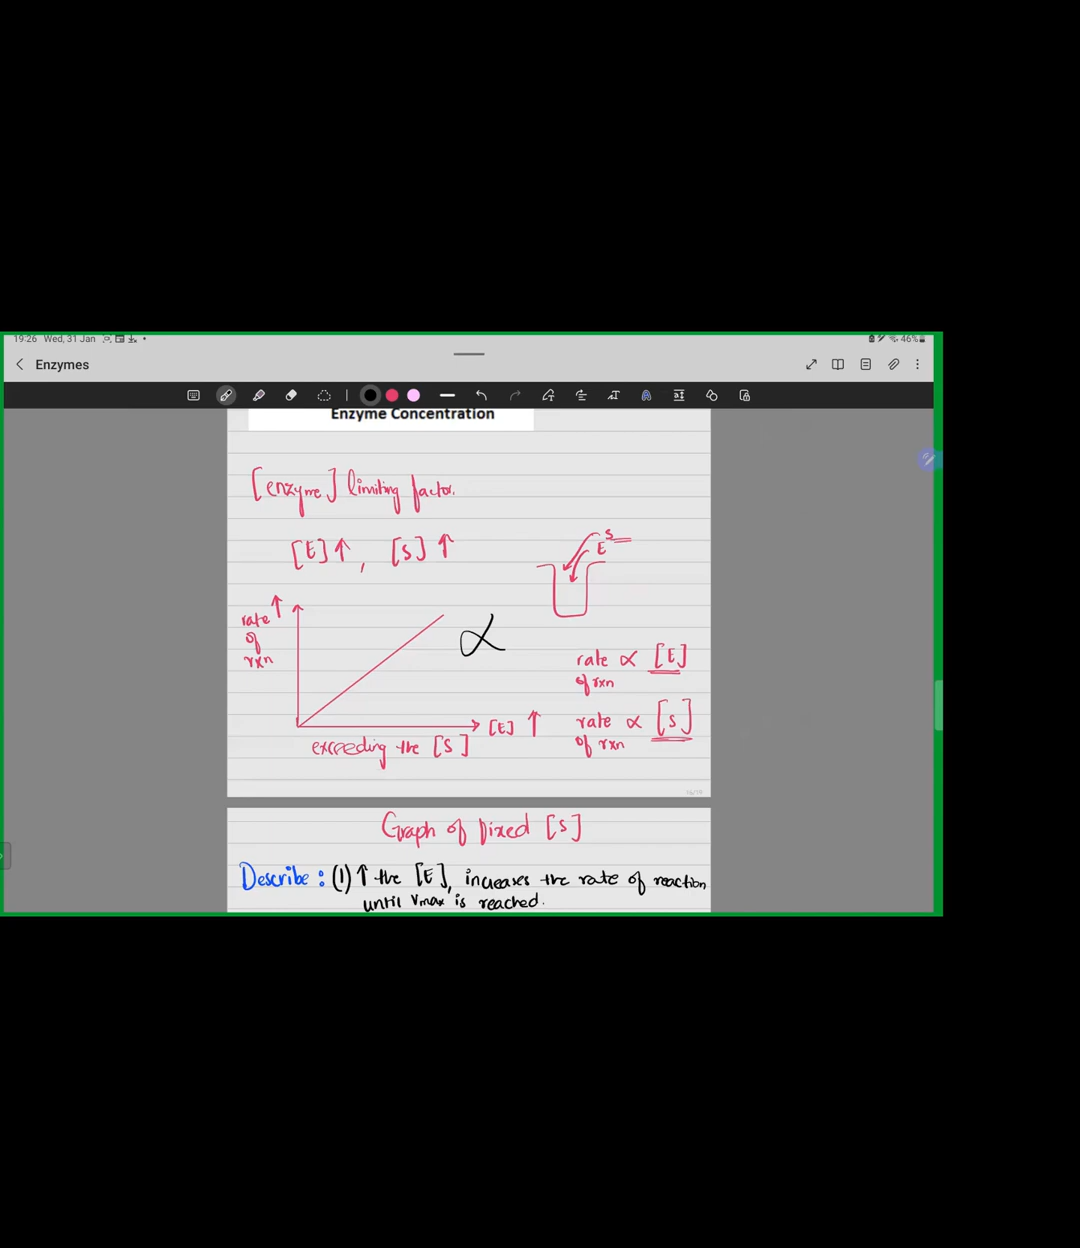 19:26 Wed, 31 Jan
46%
Enzymes
Enzyme Concentration
[enzyme] limiting factor.
[E]↑, [S]↑
S
E
rate ↑
of
rxn
∝
[E] ↑
exceeding the [S]
rate ∝ [E]
of rxn
rate ∝ [S]
of rxn
Graph of fixed [S]
Describe : (1) ↑ the [E], increases the rate of reaction
until Vmax is reached.